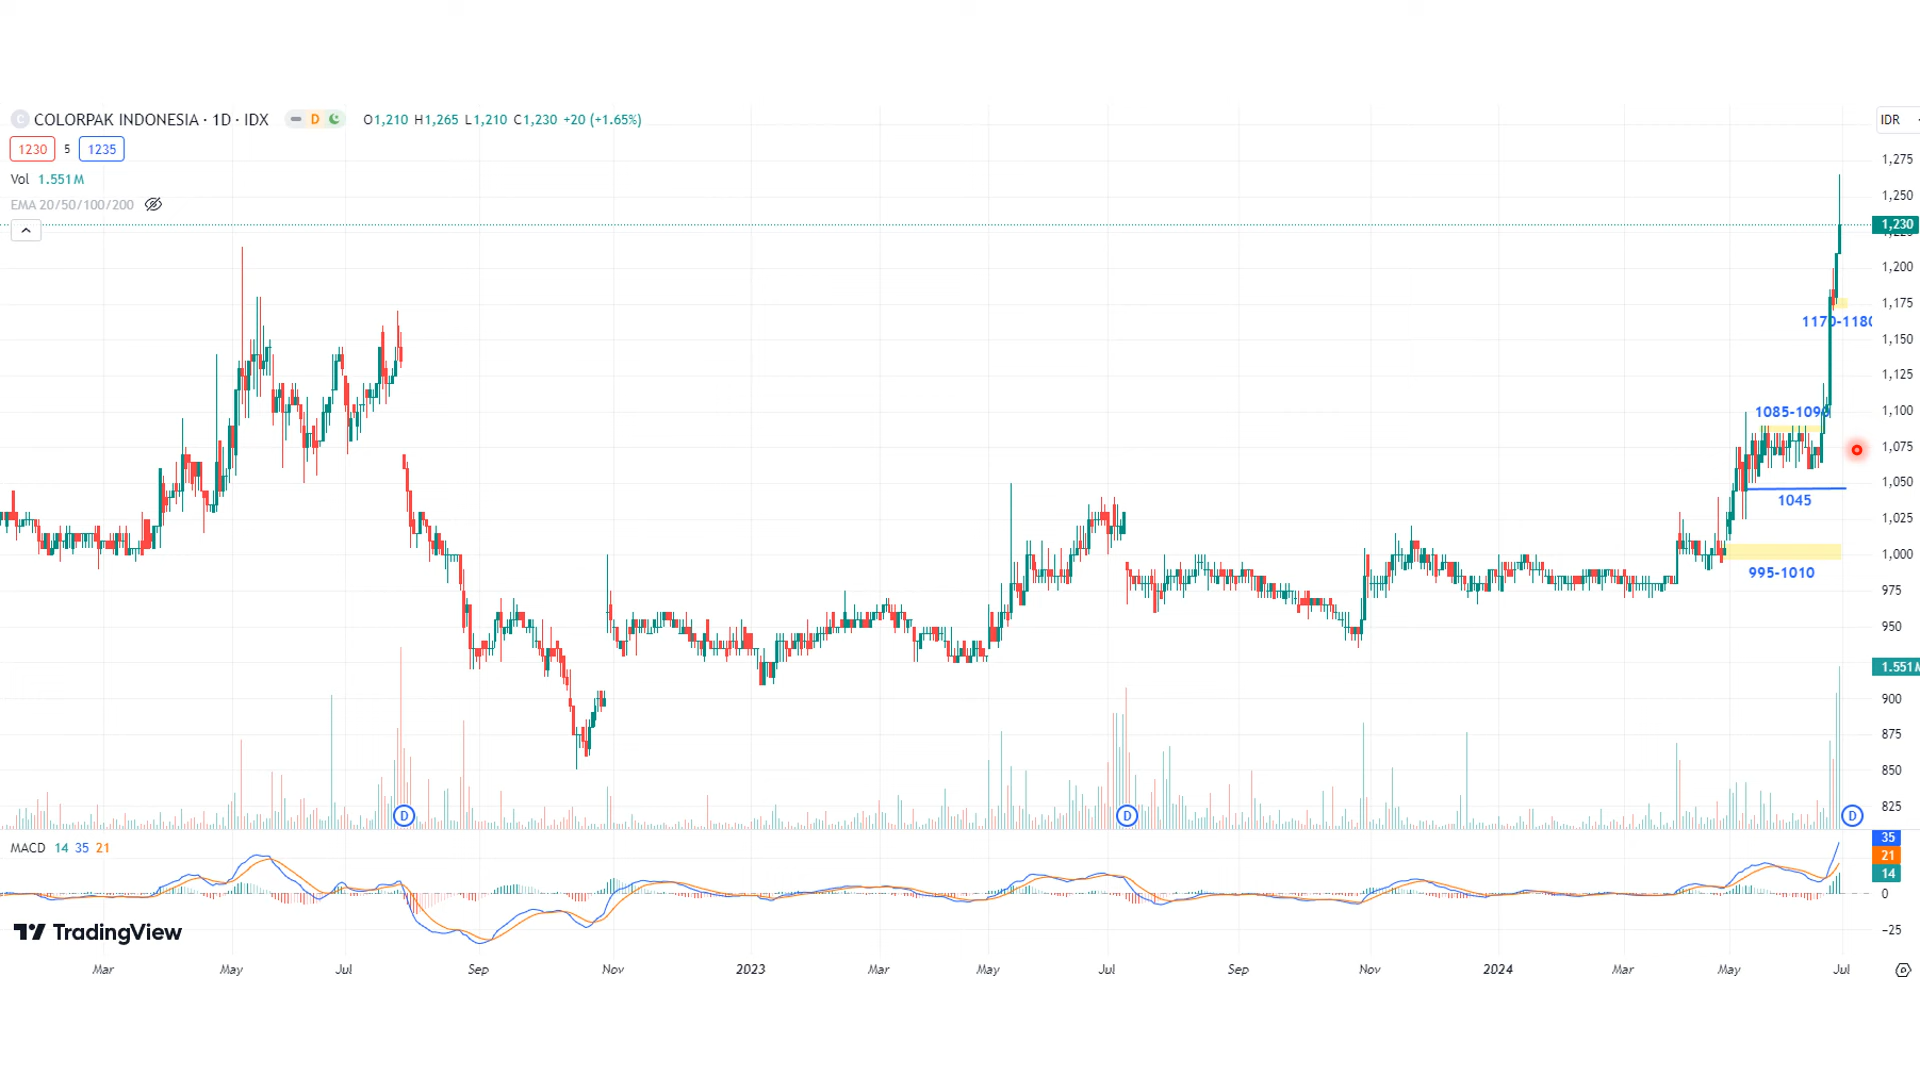 COLORPAK INDONESIA · 1D · IDX D O1,210 H1,265 L1,210 C1,230 +20 (+1.65%)
IDR
1230 5 1235
Vol 1.551M
EMA 20/50/100/200
1,275
1,250
1,230
1,200
1,175
1170-1180
1,150
1,125
1,100
1085-1090
1,075
1,050
1045
1,025
1,000
995-1010
975
950
1.551M
900
875
850
825
D D D
MACD 14 35 21
35
21
14
0
−25
TradingView
Mar May Jul Sep Nov 2023 Mar May Jul Sep Nov 2024 Mar May Jul